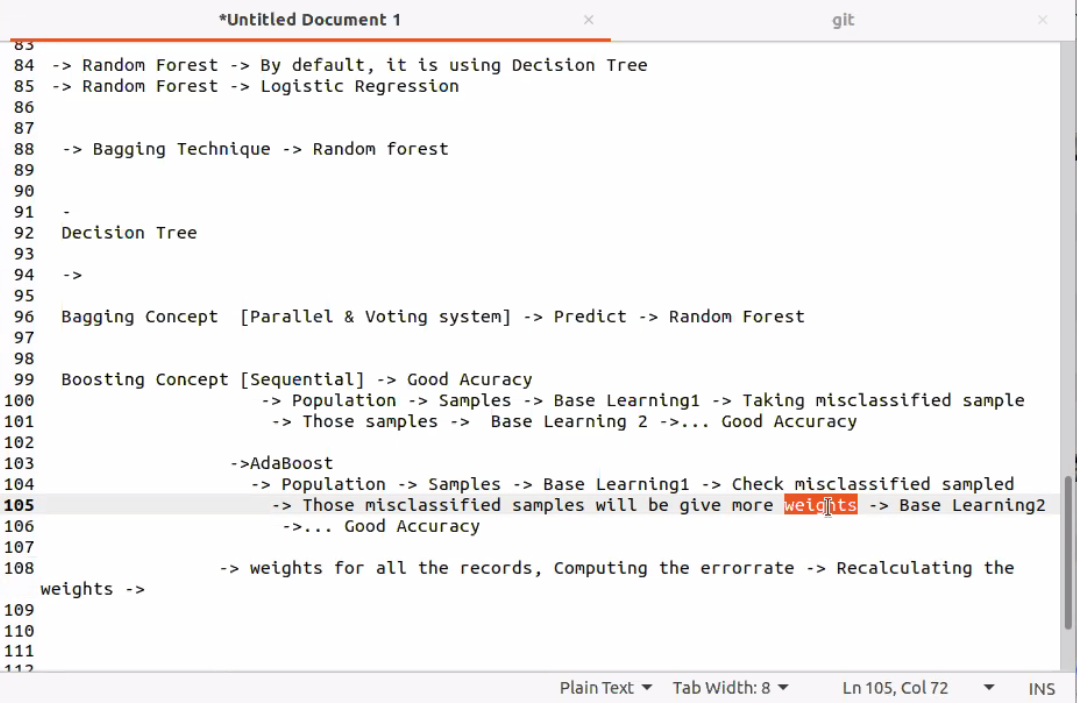 *Untitled Document 1 × git ×
83
84 -> Random Forest -> By default, it is using Decision Tree
85 -> Random Forest -> Logistic Regression
86
87
88 -> Bagging Technique -> Random forest
89
90
91 -
92 Decision Tree
93
94 ->
95
96 Bagging Concept [Parallel & Voting system] -> Predict -> Random Forest
97
98
99 Boosting Concept [Sequential] -> Good Acuracy
100 -> Population -> Samples -> Base Learning1 -> Taking misclassified sample
101 -> Those samples -> Base Learning 2 ->... Good Accuracy
102
103 ->AdaBoost
104 -> Population -> Samples -> Base Learning1 -> Check misclassified sampled
105 -> Those misclassified samples will be give more weights -> Base Learning2
106 ->... Good Accuracy
107
108 -> weights for all the records, Computing the errorrate -> Recalculating the
weights ->
109
110
111
112
Plain Text Tab Width: 8 Ln 105, Col 72 INS